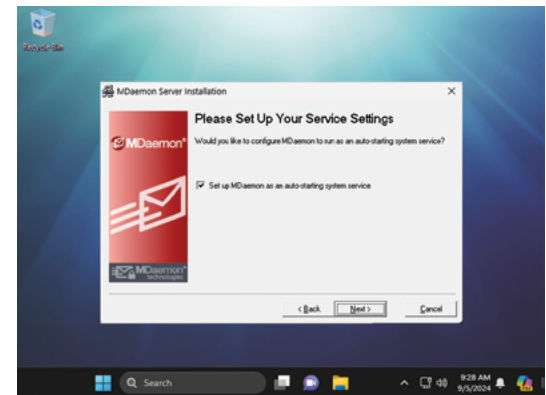 Recycle Bin
MDaemon Server Installation
Please Set Up Your Service Settings
MDaemon®
Would you like to configure MDaemon to run as an auto-starting system service?
Set up MDaemon as an auto-starting system service
MDaemon®
technologies
< Back
Next >
Cancel
Search
9:28 AM
9/5/2024